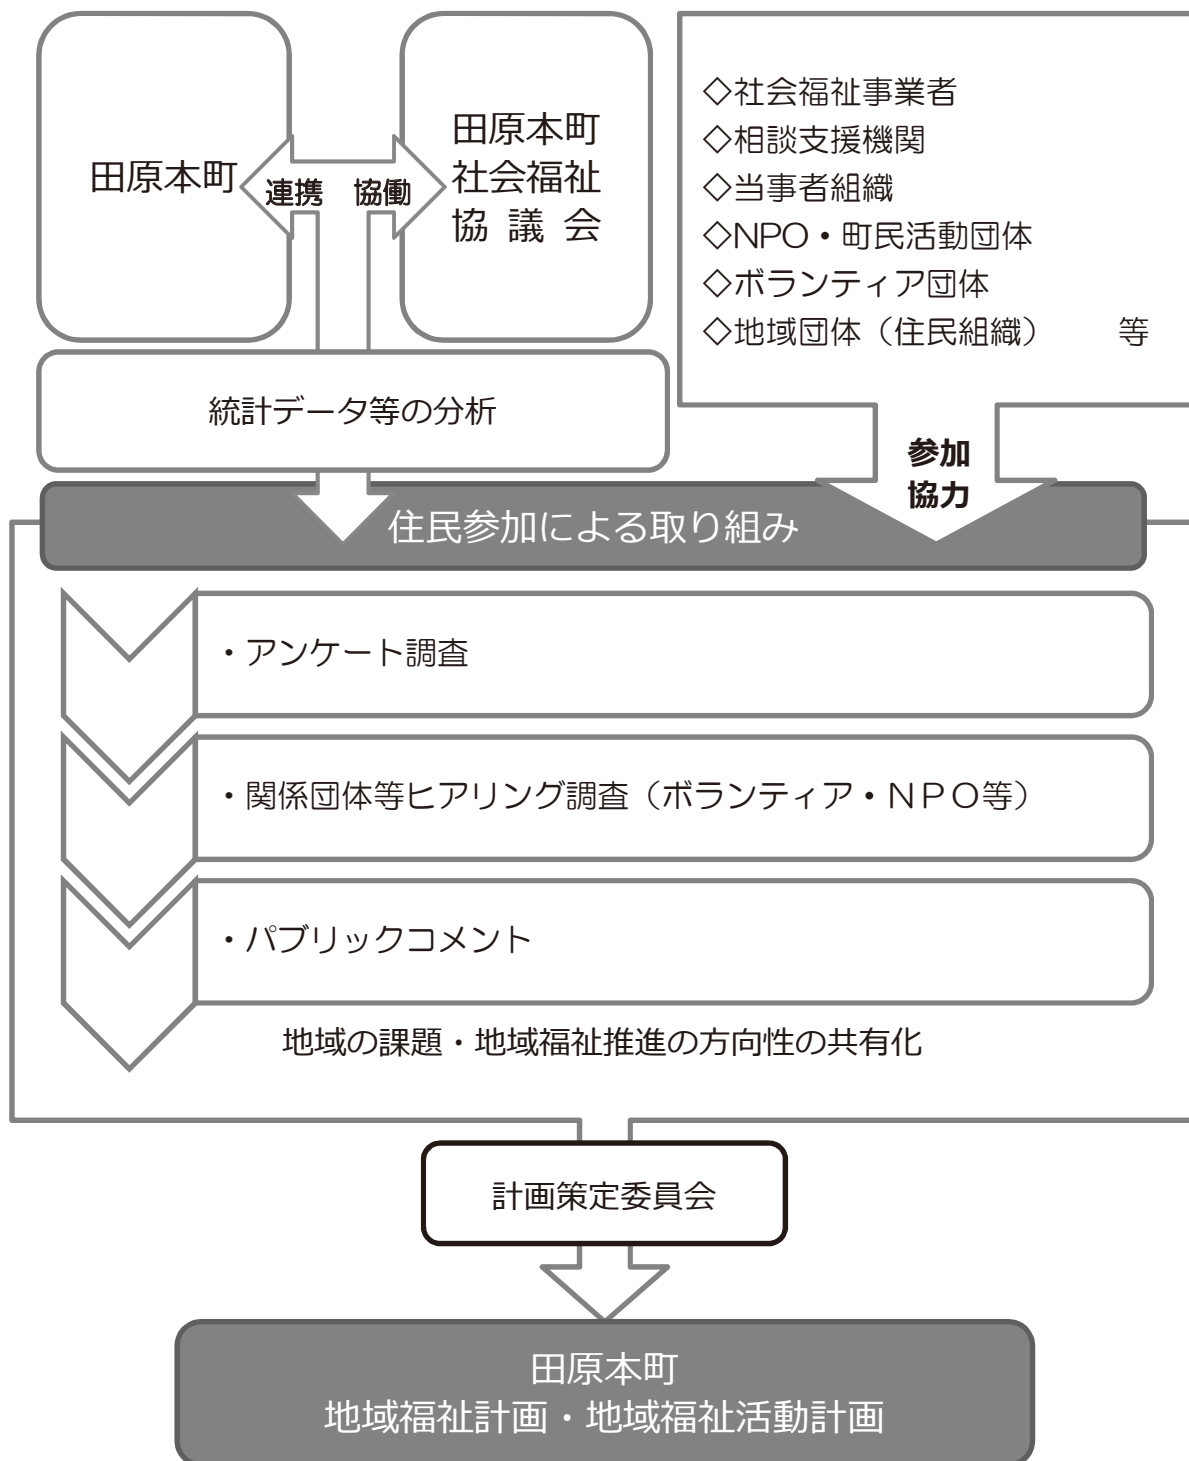 田原本町
連携 協働
田原本町
社会福祉
協 議 会
◇社会福祉事業者
◇相談支援機関
◇当事者組織
◇NPO・町民活動団体
◇ボランティア団体
◇地域団体（住民組織）　　等
統計データ等の分析
参加
協力
住民参加による取り組み
・アンケート調査
・関係団体等ヒアリング調査（ボランティア・ＮＰＯ等）
・パブリックコメント
地域の課題・地域福祉推進の方向性の共有化
計画策定委員会
田原本町
地域福祉計画・地域福祉活動計画